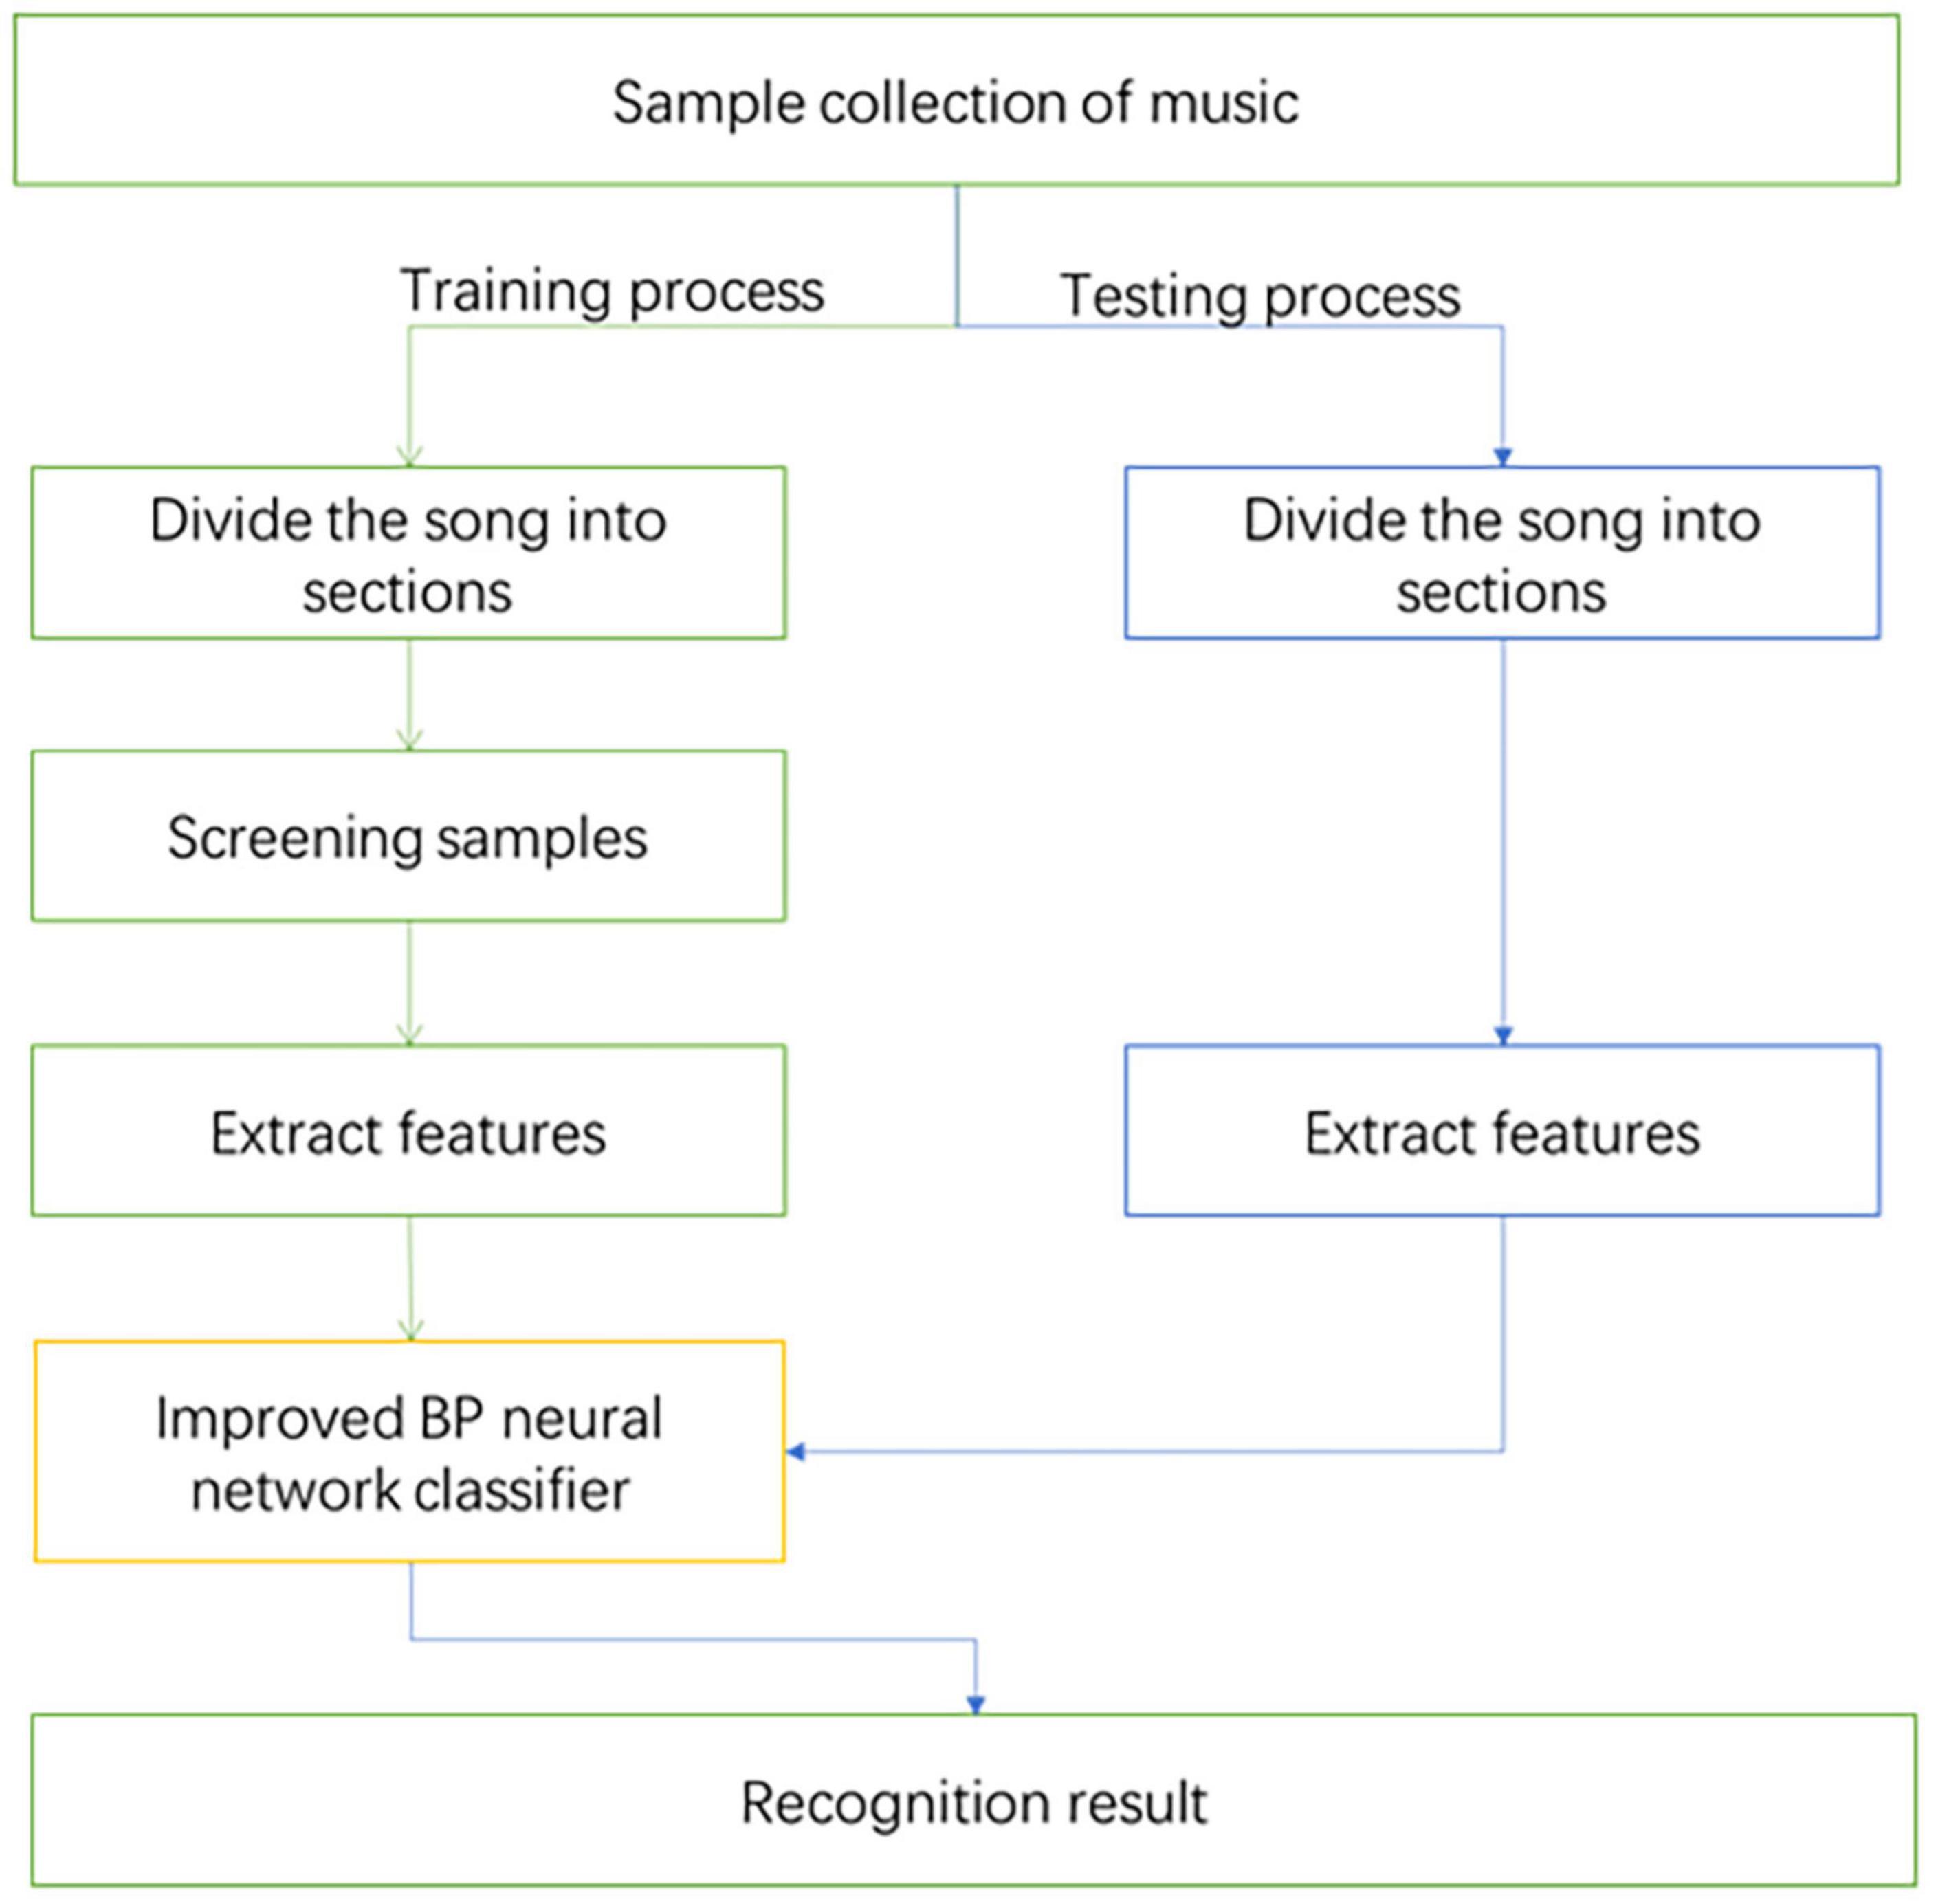 Sample collection of music
Training process
Testing process
Divide the song into
sections
Divide the song into
sections
Screening samples
Extract features
Extract features
Improved BP neural
network classifier
Recognition result